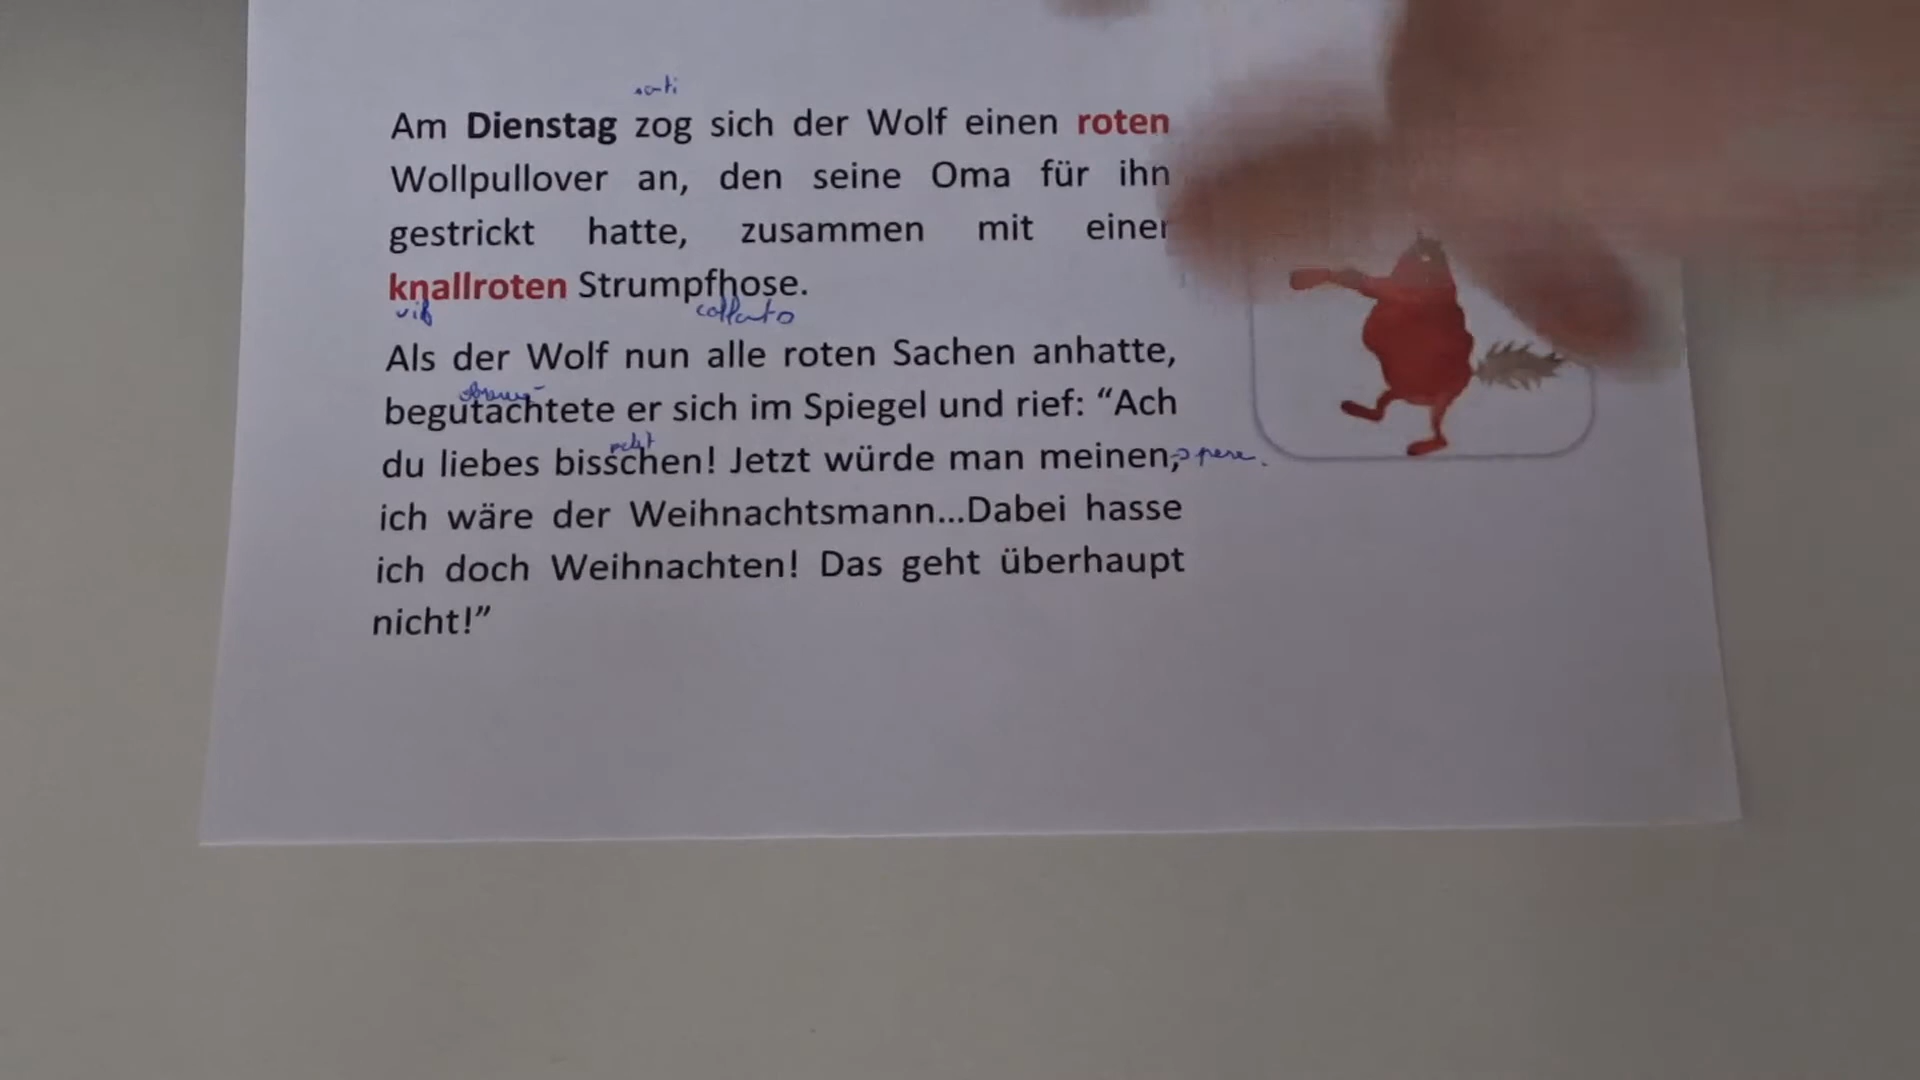 Am Dienstag zog sich der Wolf einen roten
Wollpullover an, den seine Oma für ihn
gestrickt hatte, zusammen mit einer
knallroten Strumpfhose.
vif
Als der Wolf nun alle roten Sachen anhatte,
begutachtete er sich im Spiegel und rief: “Ach
du liebes bisschen! Jetzt würde man meinen,
ich wäre der Weihnachtsmann...Dabei hasse
ich doch Weihnachten! Das geht überhaupt
nicht!”